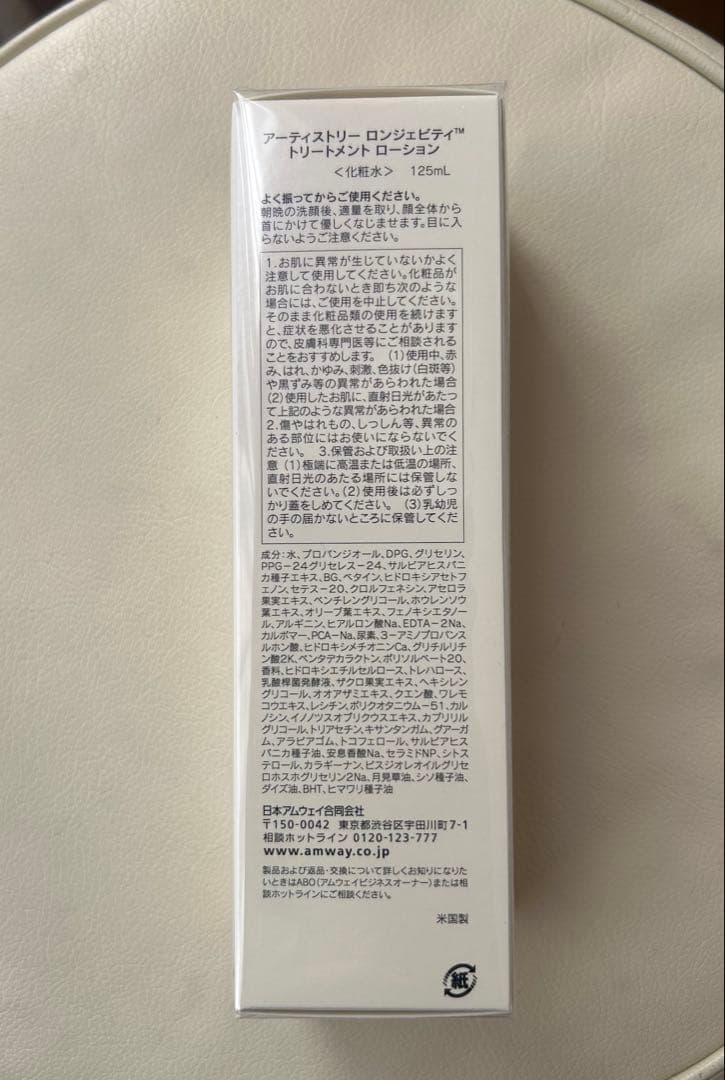 アーティストリー ロンジェビティ™
トリートメント ローション
＜化粧水＞ 125mL
よく振ってからご使用ください。
朝晩の洗顔後、適量を取り、顔全体から
首にかけて優しくなじませます。目に入
らないようご注意ください。
1.お肌に異常が生じていないかよく
注意して使用してください。化粧品が
お肌に合わないとき即ち次のような
場合には、ご使用を中止してください。
そのまま化粧品類の使用を続けます
と、症状を悪化させることがあります
ので、皮膚科専門医等にご相談される
ことをおすすめします。 (1)使用中、赤
み、はれ、かゆみ、刺激、色抜け(白斑等)
や黒ずみ等の異常があらわれた場合
(2)使用したお肌に、直射日光があたっ
て上記のような異常があらわれた場合
2.傷やはれもの、しっしん等、異常の
ある部位にはお使いにならないでく
ださい。 3.保管および取扱い上の注
意 (1)極端に高温または低温の場所、
直射日光のあたる場所には保管しな
いでください。(2)使用後は必ずしっ
かり蓋をしめてください。 (3)乳幼児
の手の届かないところに保管してくだ
さい。
成分：水、プロパンジオール、DPG、グリセリン、
PPG－24グリセレス－24、サルビアヒスパニ
カ種子エキス、BG、ベタイン、ヒドロキシアセトフ
ェノン、セテス－20、クロルフェネシン、アセロラ
果実エキス、ペンチレングリコール、ホウレンソウ
葉エキス、オリーブ葉エキス、フェノキシエタノー
ル、アルギニン、ヒアルロン酸Na、EDTA－2Na、
カルボマー、PCA－Na、尿素、3－アミノプロパンス
ルホン酸、ヒドロキシメチオニンCa、グリチルリチ
ン酸2K、ペンタデカラクトン、ポリソルベート20、
香料、ヒドロキシエチルセルロース、トレハロース、
乳酸桿菌発酵液、ザクロ果実エキス、ヘキシレン
グリコール、オオアザミエキス、クエン酸、ワレモ
コウエキス、レシチン、ポリクオタニウム－51、カル
ノシン、イノノツスオブリクウスエキス、カプリリル
グリコール、トリアセチン、キサンタンガム、グアーガ
ム、アラビアゴム、トコフェロール、サルビアヒス
パニカ種子油、安息香酸Na、セラミドNP、シトス
テロール、カラギーナン、ビスジオレオイルグリセ
ロホスホグリセリン2Na、月見草油、シソ種子油、
ダイズ油、BHT、ヒマワリ種子油
日本アムウェイ合同会社
〒150-0042 東京都渋谷区宇田川町7-1
相談ホットライン 0120-123-777
www.amway.co.jp
製品および返品・交換について詳しくお知りになりた
いときはABO（アムウェイビジネスオーナー）または相
談ホットラインにご相談ください。
米国製
紙